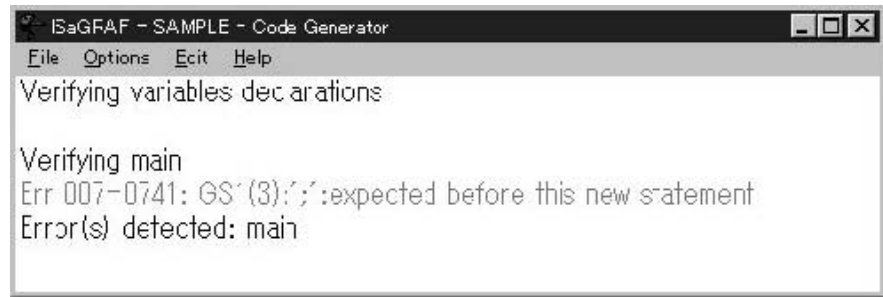 ISaGRAF - SAMPLE - Code Generator
File Options Edit Help
Verifying variables declarations
Verifying main
Err 007-0741: GS1(3):';':expected before this new statement
Error(s) detected: main